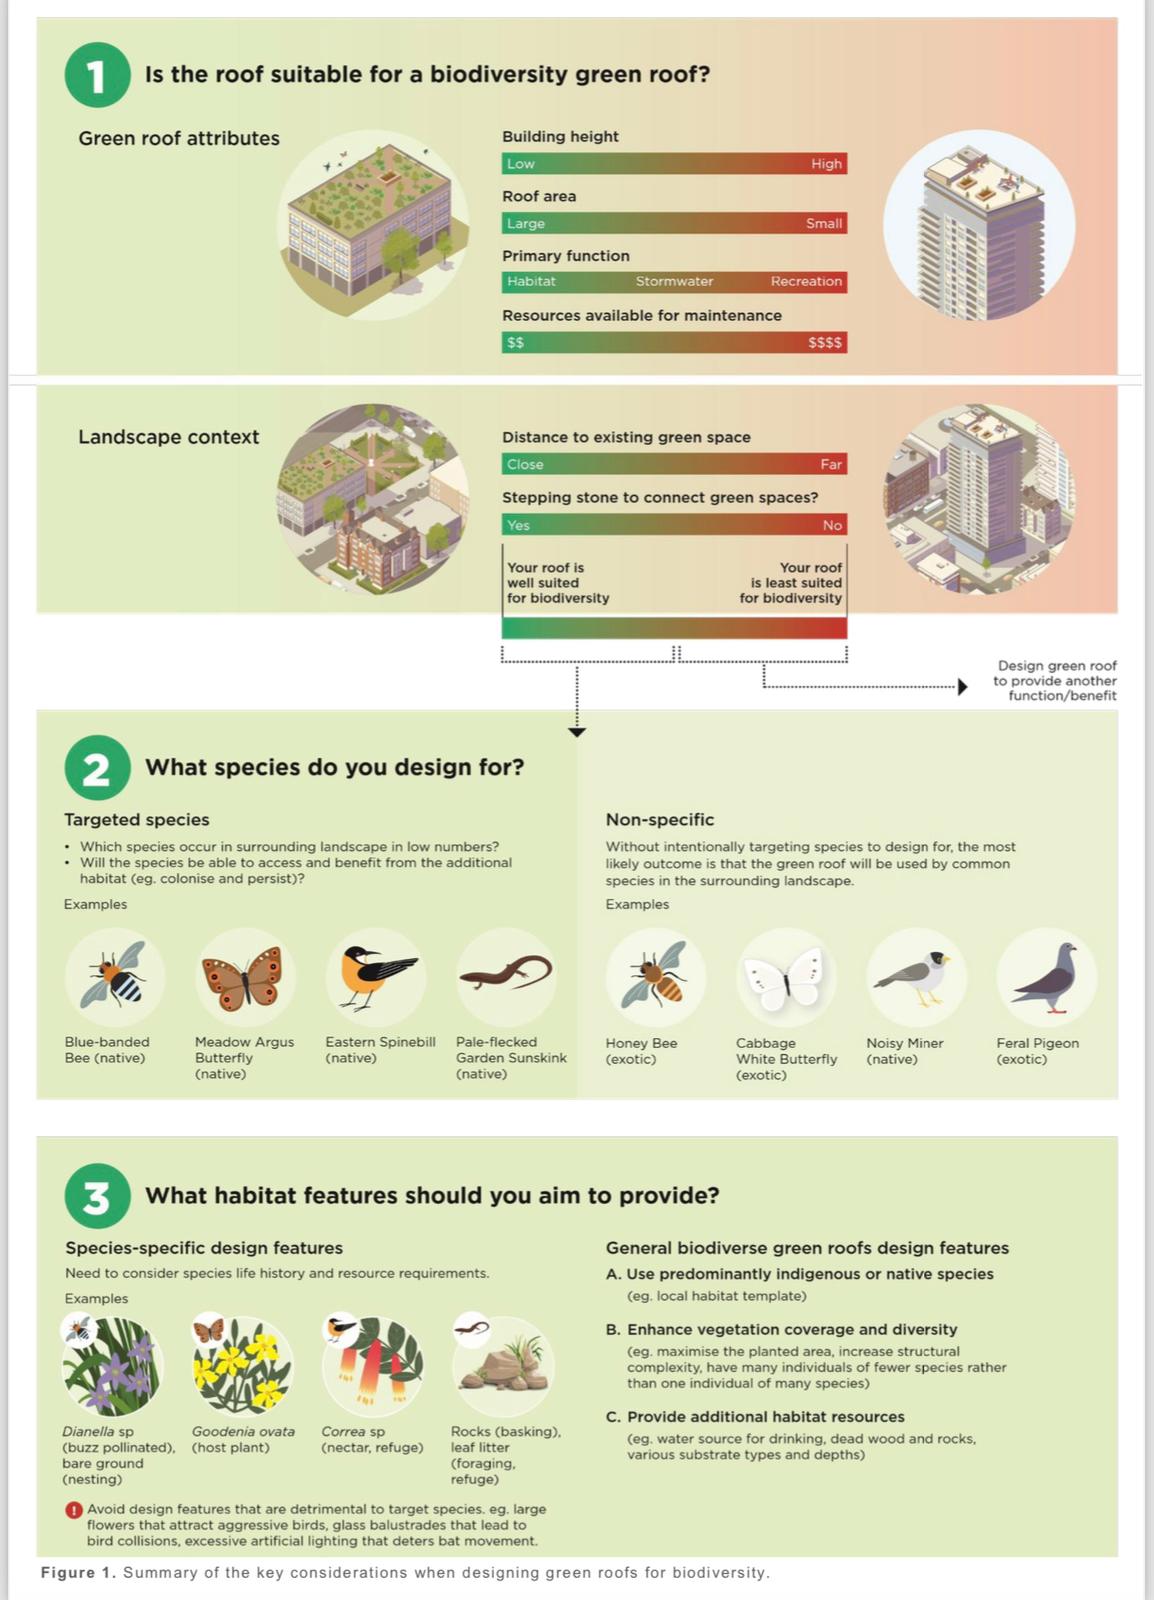 1
Is the roof suitable for a biodiversity green roof?
Green roof attributes
Building height
Low High
Roof area
Large Small
Primary function
Habitat Stormwater Recreation
Resources available for maintenance
$$ $$$$
Landscape context
Distance to existing green space
Close Far
Stepping stone to connect green spaces?
Yes No
Your roof is
well suited
for biodiversity
Your roof
is least suited
for biodiversity
Design green roof
to provide another
function/benefit
2
What species do you design for?
Targeted species
• Which species occur in surrounding landscape in low numbers?
• Will the species be able to access and benefit from the additional
habitat (eg. colonise and persist)?
Examples
Blue-banded
Bee (native)
Meadow Argus
Butterfly
(native)
Eastern Spinebill
(native)
Pale-flecked
Garden Sunskink
(native)
Non-specific
Without intentionally targeting species to design for, the most
likely outcome is that the green roof will be used by common
species in the surrounding landscape.
Examples
Honey Bee
(exotic)
Cabbage
White Butterfly
(exotic)
Noisy Miner
(native)
Feral Pigeon
(exotic)
3
What habitat features should you aim to provide?
Species-specific design features
Need to consider species life history and resource requirements.
Examples
Dianella sp
(buzz pollinated),
bare ground
(nesting)
Goodenia ovata
(host plant)
Correa sp
(nectar, refuge)
Rocks (basking),
leaf litter
(foraging,
refuge)
! Avoid design features that are detrimental to target species. eg. large
flowers that attract aggressive birds, glass balustrades that lead to
bird collisions, excessive artificial lighting that deters bat movement.
General biodiverse green roofs design features
A. Use predominantly indigenous or native species
(eg. local habitat template)
B. Enhance vegetation coverage and diversity
(eg. maximise the planted area, increase structural
complexity, have many individuals of fewer species rather
than one individual of many species)
C. Provide additional habitat resources
(eg. water source for drinking, dead wood and rocks,
various substrate types and depths)
Figure 1. Summary of the key considerations when designing green roofs for biodiversity.